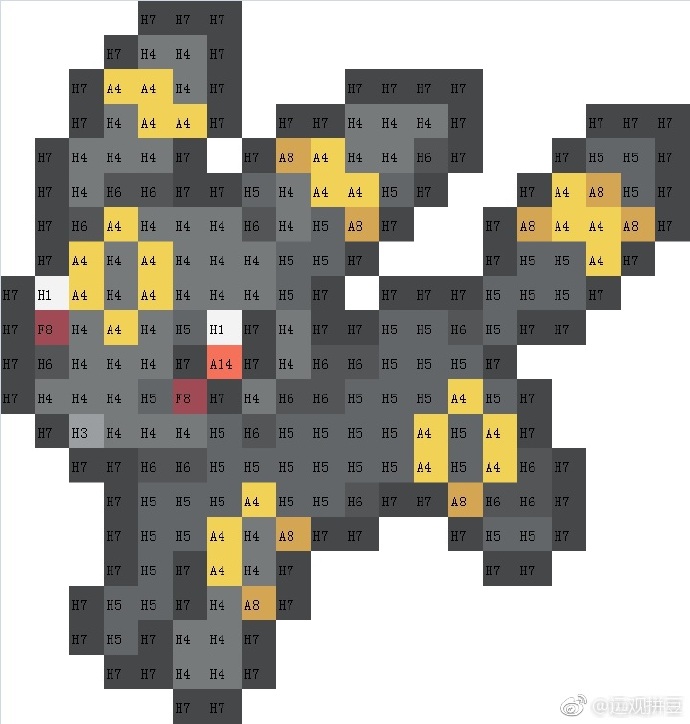 H7 H7 H7
H7 H4 H4 H7
H7 A4 A4 H4 H7 H7 H7 H7 H7
H7 H4 A4 A4 H7 H7 H7 H4 H4 H4 H7 H7 H7 H7
H7 H4 H4 H4 H7 H7 A8 A4 H4 H4 H6 H7 H7 H5 H5 H7
H7 H4 H6 H6 H7 H7 H5 H4 A4 A4 H5 H7 H7 A4 A8 H5 H7
H7 H6 A4 H4 H4 H4 H6 H4 H5 A8 H7 H7 A8 A4 A4 A8 H7
H7 A4 H4 A4 H4 H4 H4 H5 H5 H7 H7 H5 H5 A4 H7
H7 H1 A4 H4 A4 H4 H4 H4 H5 H7 H7 H7 H7 H5 H5 H5 H7
H7 F8 H4 A4 H4 H5 H1 H7 H4 H7 H7 H5 H5 H5 H5 H7 H7
H7 H6 H4 H4 H4 H7 A14 H7 H4 H6 H6 H5 H5 H5 H7
H7 H4 H4 H4 H5 F8 H7 H4 H6 H6 H5 H5 H5 A4 H5 H7
H7 H3 H4 H4 H4 H5 H6 H5 H5 H5 H5 A4 H5 A4 H7
H7 H7 H6 H6 H5 H5 H5 H5 H5 H5 A4 H5 A4 H6 H7
H7 H5 H5 H5 A4 H5 H5 H6 H7 H7 A8 H6 H6 H7
H7 H5 H5 A4 H4 A8 H7 H7 H7 H5 H5 H7
H7 H5 H7 A4 H4 H7 H7 H7
H7 H5 H5 H7 H4 A8 H7
H7 H5 H7 H4 H4 H7
H7 H7 H4 H4 H7
H7 H7
@远观拼豆